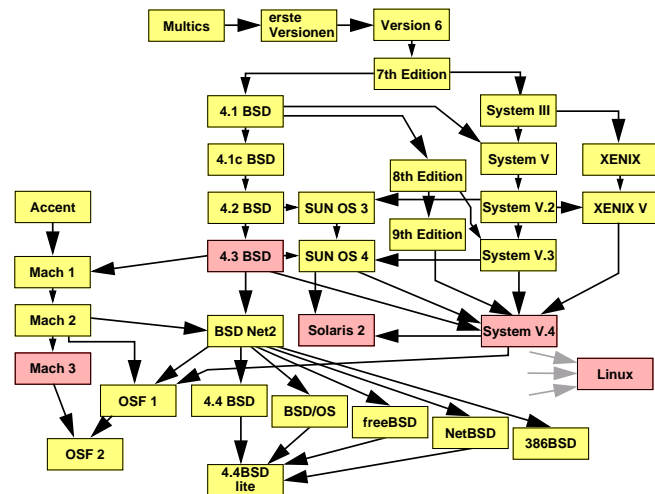 Multics
erste
Versionen
Version 6
7th Edition
4.1 BSD
System III
4.1c BSD
System V
XENIX
8th Edition
Accent
4.2 BSD
SUN OS 3
System V.2
XENIX V
9th Edition
4.3 BSD
SUN OS 4
System V.3
Mach 1
Mach 2
BSD Net2
Solaris 2
System V.4
Mach 3
Linux
OSF 1
4.4 BSD
BSD/OS
freeBSD
NetBSD
386BSD
OSF 2
4.4BSD
lite